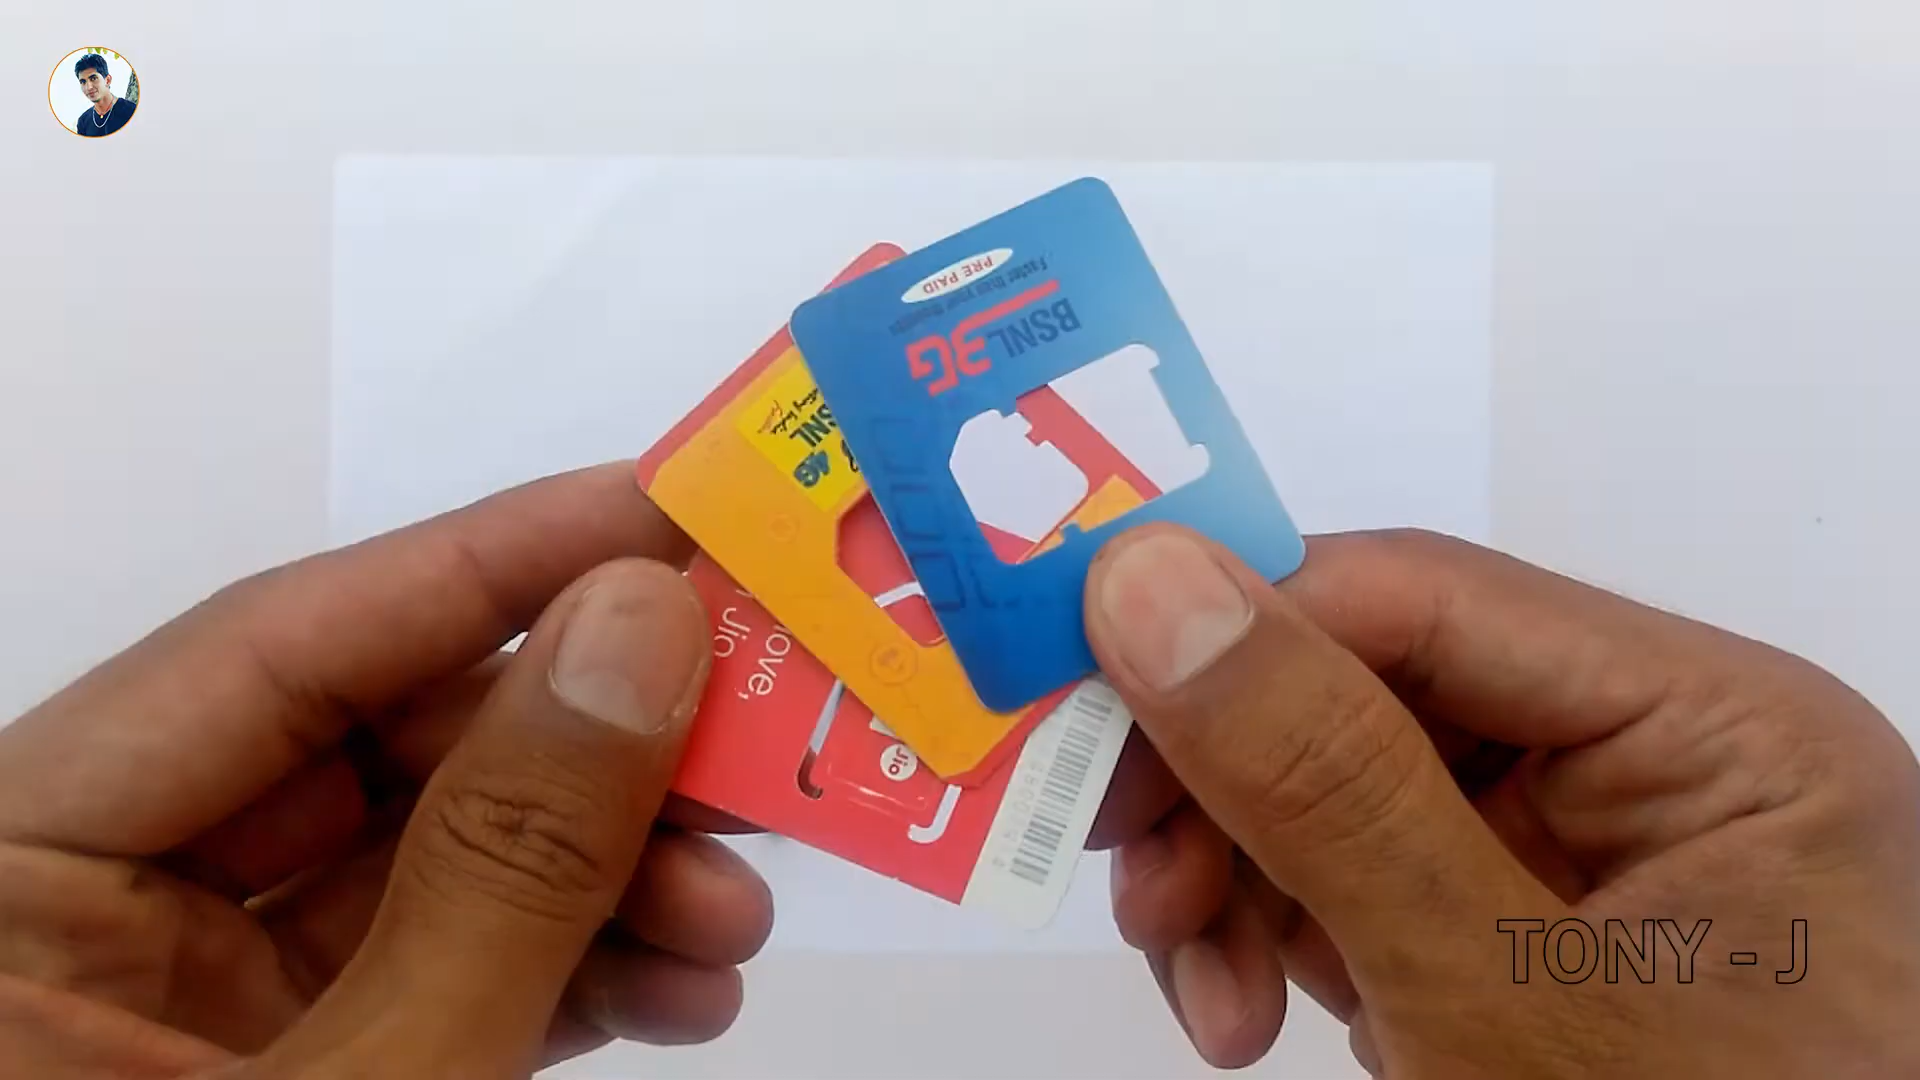 PRE PAID
Faster than your thoughts
BSNL 3G
BSNL
4G
love,
Jio
Jio
TONY - J